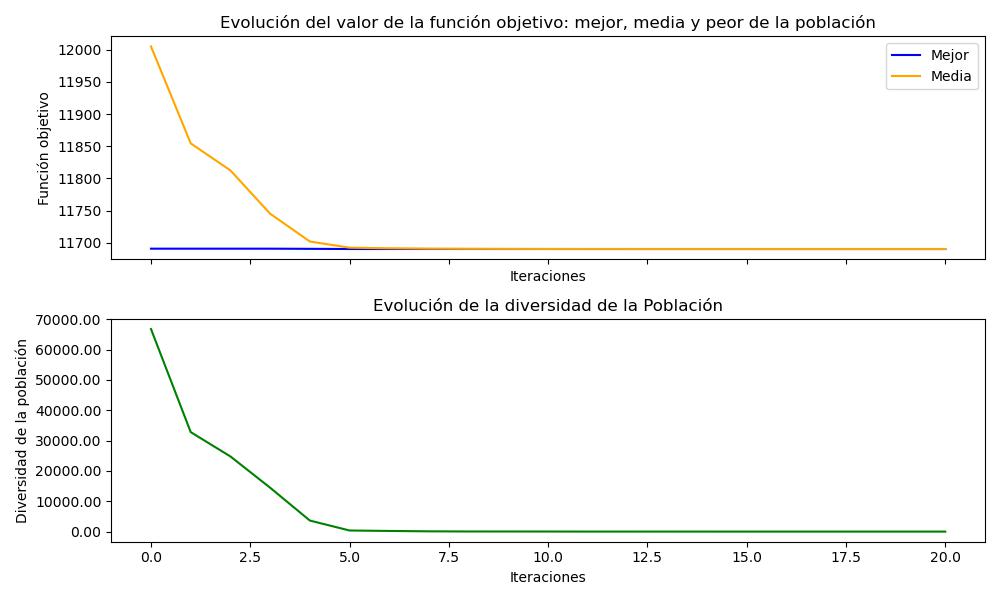 Evolución del valor de la función objetivo: mejor, media y peor de la población
Función objetivo
12000
11950
11900
11850
11800
11750
11700
Mejor
Media
Iteraciones
Evolución de la diversidad de la Población
Diversidad de la población
70000.00
60000.00
50000.00
40000.00
30000.00
20000.00
10000.00
0.00
0.0 2.5 5.0 7.5 10.0 12.5 15.0 17.5 20.0
Iteraciones